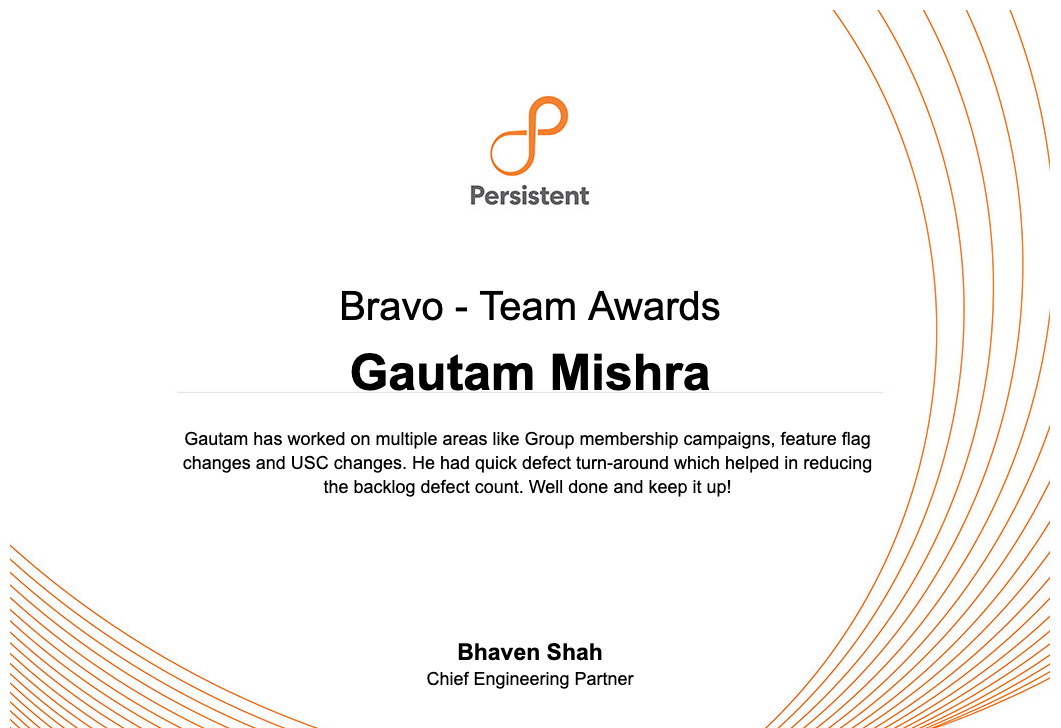 Persistent
Bravo - Team Awards
Gautam Mishra
Gautam has worked on multiple areas like Group membership campaigns, feature flag
changes and USC changes. He had quick defect turn-around which helped in reducing
the backlog defect count. Well done and keep it up!
Bhaven Shah
Chief Engineering Partner